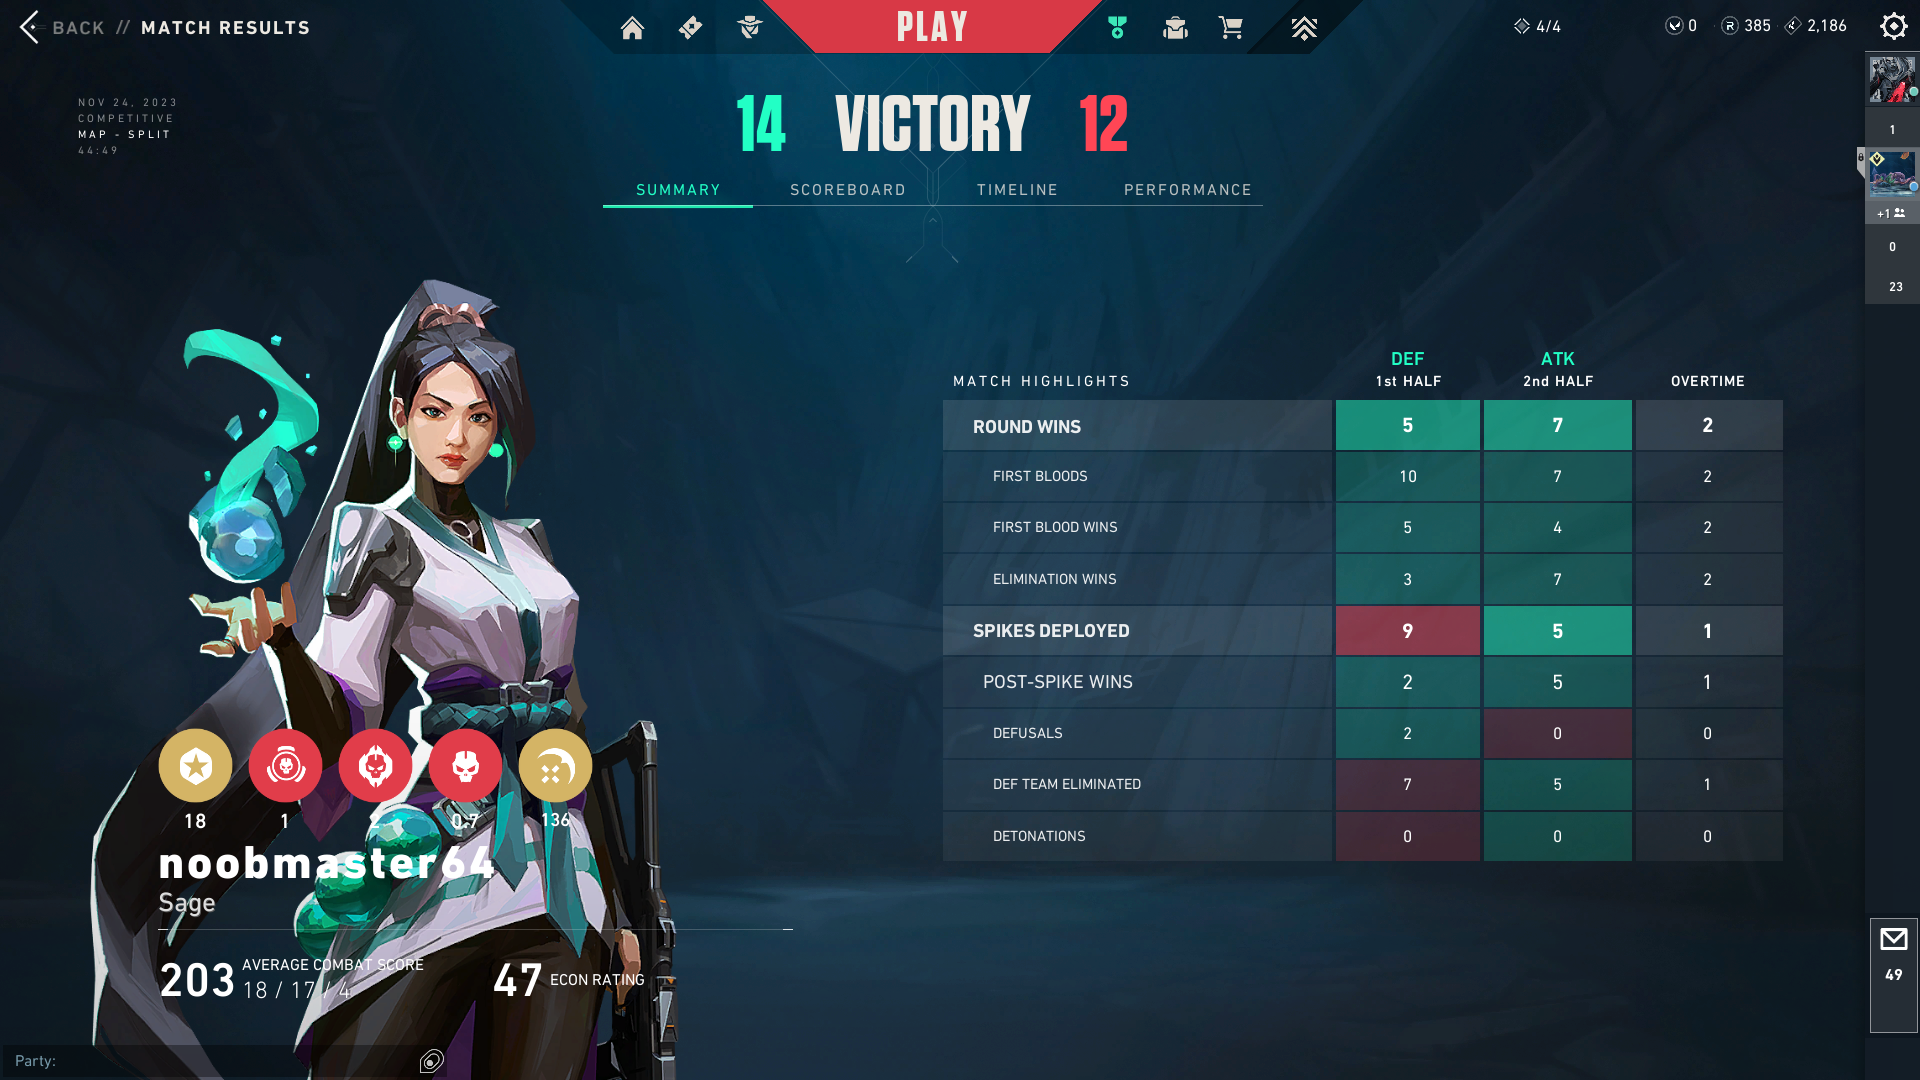 BACK // MATCH RESULTS
PLAY
4/4
0
385
2,186
NOV 24, 2023
COMPETITIVE
MAP - SPLIT
44:49
14 VICTORY 12
SUMMARY
SCOREBOARD
TIMELINE
PERFORMANCE
1
+1
0
23
DEF
ATK
MATCH HIGHLIGHTS
1st HALF
2nd HALF
OVERTIME
ROUND WINS 5 7 2
FIRST BLOODS 10 7 2
FIRST BLOOD WINS 5 4 2
ELIMINATION WINS 3 7 2
SPIKES DEPLOYED 9 5 1
POST-SPIKE WINS 2 5 1
DEFUSALS 2 0 0
DEF TEAM ELIMINATED 7 5 1
DETONATIONS 0 0 0
18 1 2 0.7 136
noobmaster64
Sage
203 AVERAGE COMBAT SCORE
18 / 17 / 4
47 ECON RATING
49
Party: